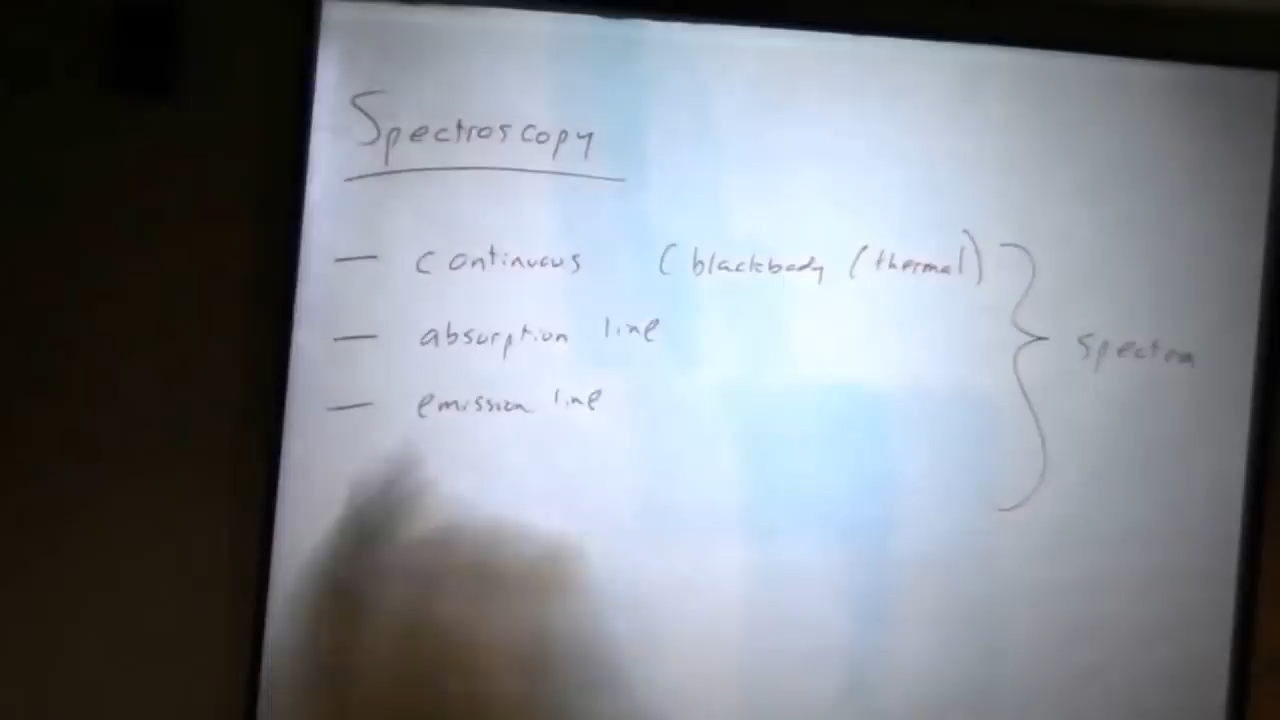 Spectroscopy
— continuous (blackbody (thermal)
— absorption line
— emission line
spectra